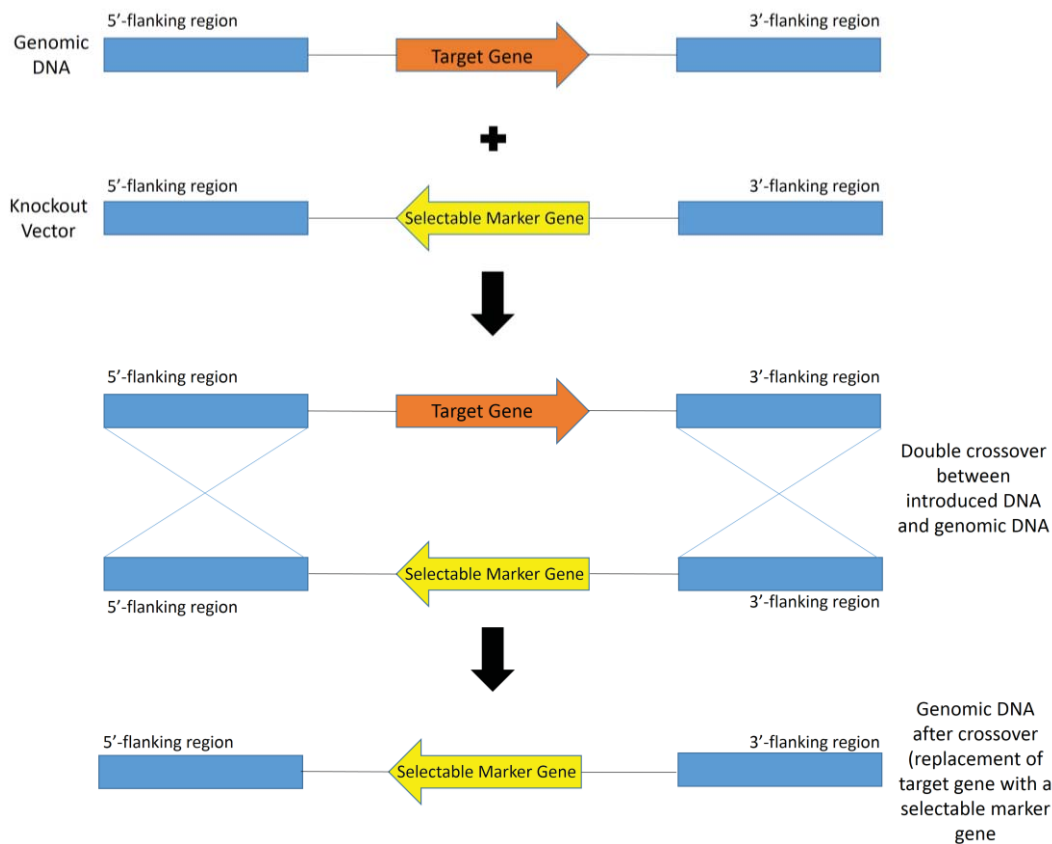 5’-flanking region
3’-flanking region
Genomic
DNA
Target Gene
5’-flanking region
3’-flanking region
Knockout
Vector
Selectable Marker Gene
5’-flanking region
3’-flanking region
Target Gene
Double crossover
between
introduced DNA
and genomic DNA
Selectable Marker Gene
5’-flanking region
3’-flanking region
5’-flanking region
3’-flanking region
Selectable Marker Gene
Genomic DNA
after crossover
(replacement of
target gene with a
selectable marker
gene